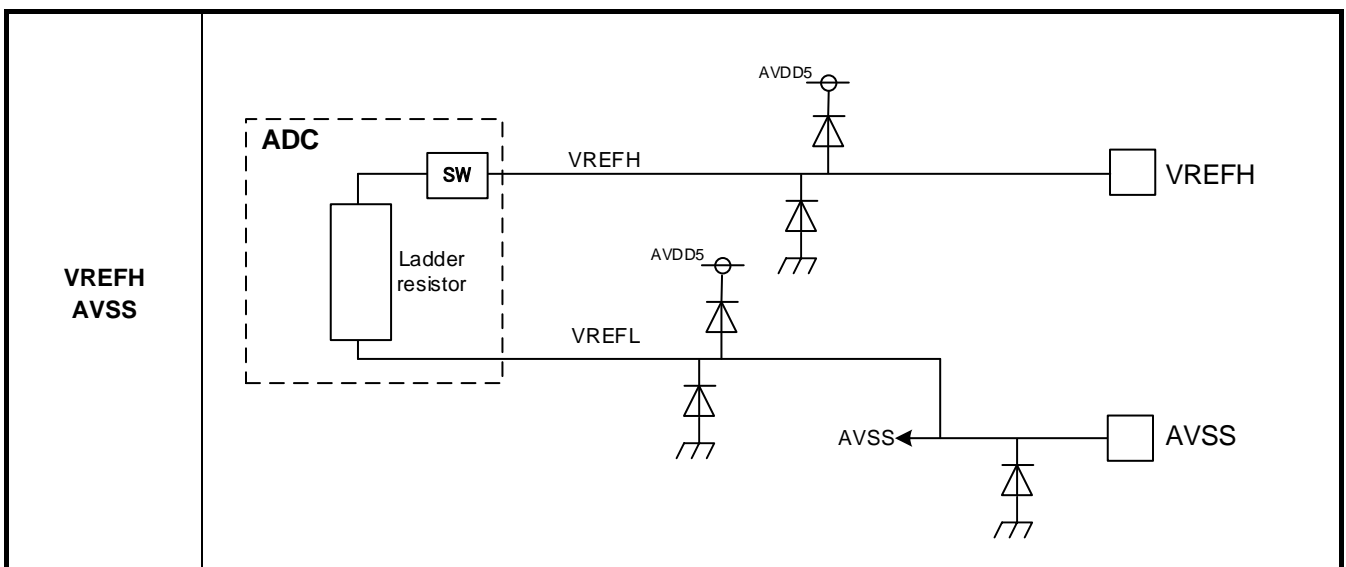 VREFH
AVSS
ADC
SW
Ladder
resistor
VREFH
AVDD5
VREFH
AVDD5
VREFL
AVSS
AVSS